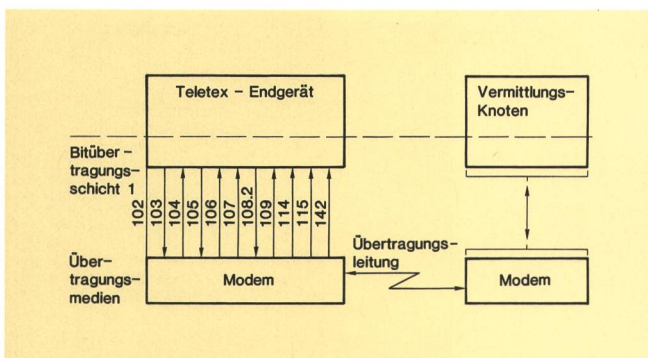 Teletex – Endgerät
Vermittlungs-
Knoten
Bitüber –
tragungs-
schicht 1
102
103
104
105
106
107
108.2
109
114
115
142
Über-
tragungs-
medien
Modem
Übertragungs-
leitung
Modem